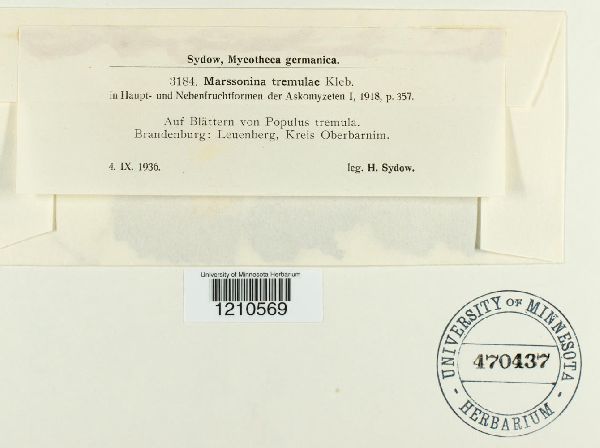 Sydow, Mycotheca germanica.
3184. Marssonina tremulae Kleb.
in Haupt- und Nebenfruchtformen der Askomyzeten I, 1918, p. 357.
Auf Blättern von Populus tremula.
Brandenburg: Leuenberg, Kreis Oberbarnim.
4. IX. 1936. leg. H. Sydow.
University of Minnesota Herbarium
1210569
UNIVERSITY OF MINNESOTA
470437
- HERBARIUM -